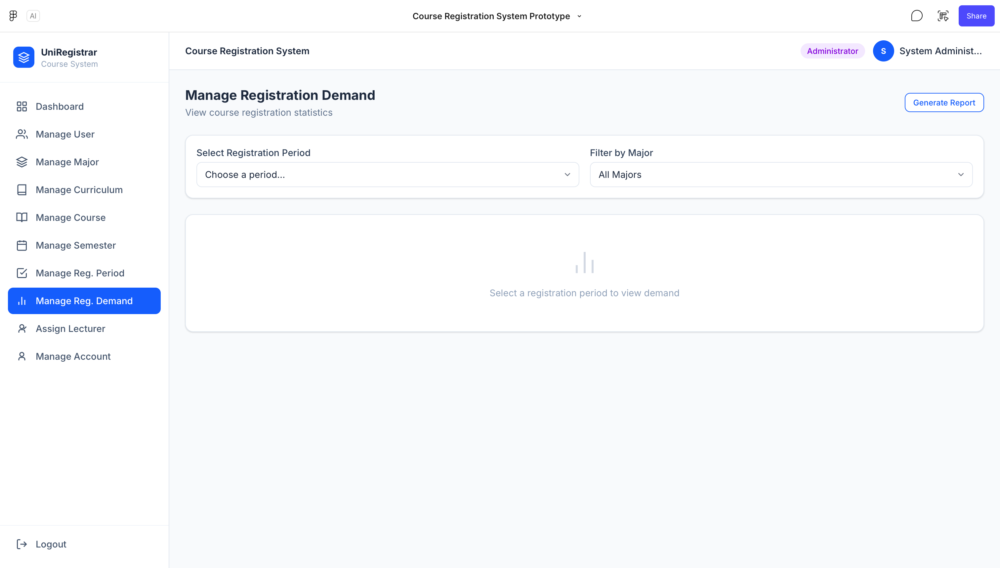 AI
Course Registration System Prototype
Share
UniRegistrar
Course System
Course Registration System
Administrator
S
System Administ...
Dashboard
Manage User
Manage Major
Manage Curriculum
Manage Course
Manage Semester
Manage Reg. Period
Manage Reg. Demand
Assign Lecturer
Manage Account
Logout
Manage Registration Demand
View course registration statistics
Generate Report
Select Registration Period
Filter by Major
Choose a period...
All Majors
Select a registration period to view demand